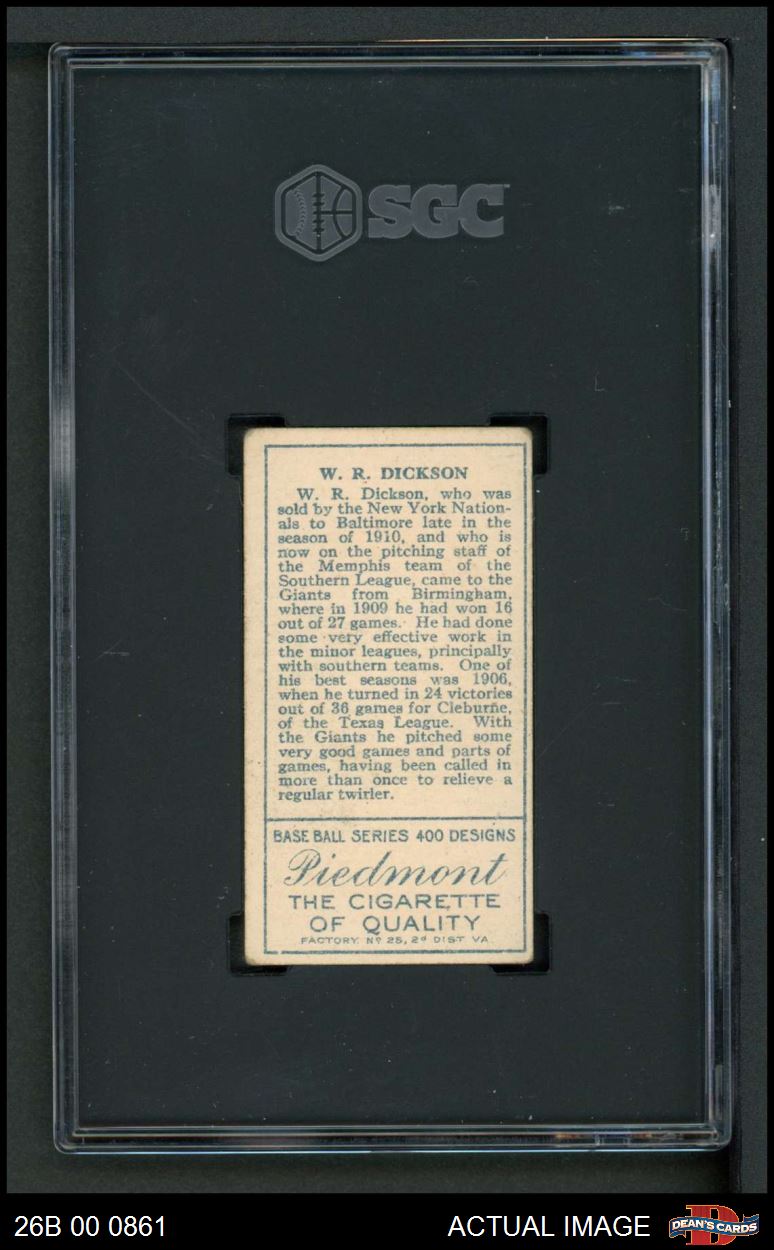 SGC
W. R. DICKSON
W. R. Dickson, who was
sold by the New York Nation-
als to Baltimore late in the
season of 1910, and who is
now on the pitching staff of
the Memphis team of the
Southern League, came to the
Giants from Birmingham,
where in 1909 he had won 16
out of 27 games. He had done
some very effective work in
the minor leagues, principally
with southern teams. One of
his best seasons was 1906,
when he turned in 24 victories
out of 36 games for Cleburne,
of the Texas League. With
the Giants he pitched some
very good games and parts of
games, having been called in
more than once to relieve a
regular twirler.
BASE BALL SERIES 400 DESIGNS
Piedmont
THE CIGARETTE
OF QUALITY
FACTORY Nº 25, 2d DIST VA
26B 00 0861
ACTUAL IMAGE
DEAN'S CARDS